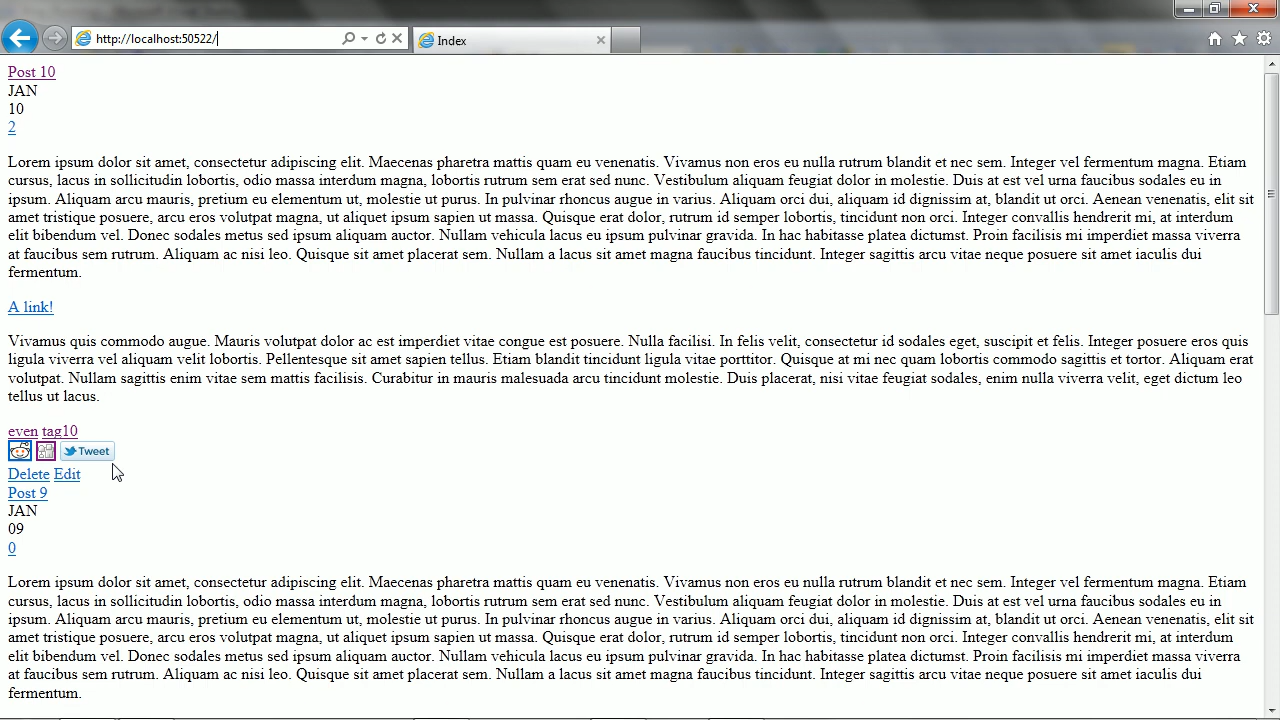 http://localhost:50522/
Index
Post 10
JAN
10
2
Lorem ipsum dolor sit amet, consectetur adipiscing elit. Maecenas pharetra mattis quam eu venenatis. Vivamus non eros eu nulla rutrum blandit et nec sem. Integer vel fermentum magna. Etiam
cursus, lacus in sollicitudin lobortis, odio massa interdum magna, lobortis rutrum sem erat sed nunc. Vestibulum aliquam feugiat dolor in molestie. Duis at est vel urna faucibus sodales eu in
ipsum. Aliquam arcu mauris, pretium eu elementum ut, molestie ut purus. In pulvinar rhoncus augue in varius. Aliquam orci dui, aliquam id dignissim at, blandit ut orci. Aenean venenatis, elit sit
amet tristique posuere, arcu eros volutpat magna, ut aliquet ipsum sapien ut massa. Quisque erat dolor, rutrum id semper lobortis, tincidunt non orci. Integer convallis hendrerit mi, at interdum
elit bibendum vel. Donec sodales metus sed ipsum aliquam auctor. Nullam vehicula lacus eu ipsum pulvinar gravida. In hac habitasse platea dictumst. Proin facilisis mi imperdiet massa viverra
at faucibus sem rutrum. Aliquam ac nisi leo. Quisque sit amet placerat sem. Nullam a lacus sit amet magna faucibus tincidunt. Integer sagittis arcu vitae neque posuere sit amet iaculis dui
fermentum.
A link!
Vivamus quis commodo augue. Mauris volutpat dolor ac est imperdiet vitae congue est posuere. Nulla facilisi. In felis velit, consectetur id sodales eget, suscipit et felis. Integer posuere eros quis
ligula viverra vel aliquam velit lobortis. Pellentesque sit amet sapien tellus. Etiam blandit tincidunt ligula vitae porttitor. Quisque at mi nec quam lobortis commodo sagittis et tortor. Aliquam erat
volutpat. Nullam sagittis enim vitae sem mattis facilisis. Curabitur in mauris malesuada arcu tincidunt molestie. Duis placerat, nisi vitae feugiat sodales, enim nulla viverra velit, eget dictum leo
tellus ut lacus.
even tag10
Tweet
Delete Edit
Post 9
JAN
09
0
Lorem ipsum dolor sit amet, consectetur adipiscing elit. Maecenas pharetra mattis quam eu venenatis. Vivamus non eros eu nulla rutrum blandit et nec sem. Integer vel fermentum magna. Etiam
cursus, lacus in sollicitudin lobortis, odio massa interdum magna, lobortis rutrum sem erat sed nunc. Vestibulum aliquam feugiat dolor in molestie. Duis at est vel urna faucibus sodales eu in
ipsum. Aliquam arcu mauris, pretium eu elementum ut, molestie ut purus. In pulvinar rhoncus augue in varius. Aliquam orci dui, aliquam id dignissim at, blandit ut orci. Aenean venenatis, elit sit
amet tristique posuere, arcu eros volutpat magna, ut aliquet ipsum sapien ut massa. Quisque erat dolor, rutrum id semper lobortis, tincidunt non orci. Integer convallis hendrerit mi, at interdum
elit bibendum vel. Donec sodales metus sed ipsum aliquam auctor. Nullam vehicula lacus eu ipsum pulvinar gravida. In hac habitasse platea dictumst. Proin facilisis mi imperdiet massa viverra
at faucibus sem rutrum. Aliquam ac nisi leo. Quisque sit amet placerat sem. Nullam a lacus sit amet magna faucibus tincidunt. Integer sagittis arcu vitae neque posuere sit amet iaculis dui
fermentum.